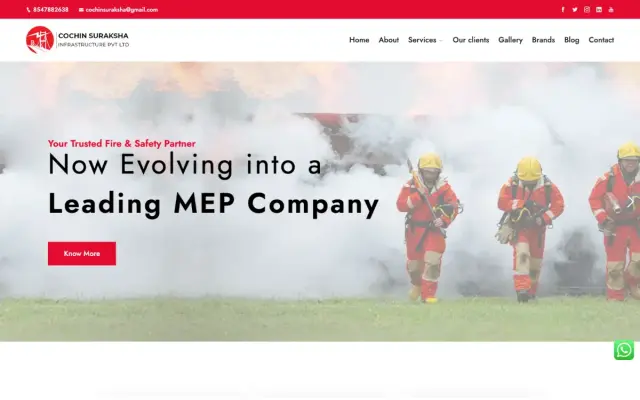 8547882638 cochinsuraksha@gmail.com
COCHIN SURAKSHA
INFRASTRUCTURE PVT LTD
Home About Services Our clients Gallery Brands Blog Contact
Your Trusted Fire & Safety Partner
Now Evolving into a
Leading MEP Company
Know More